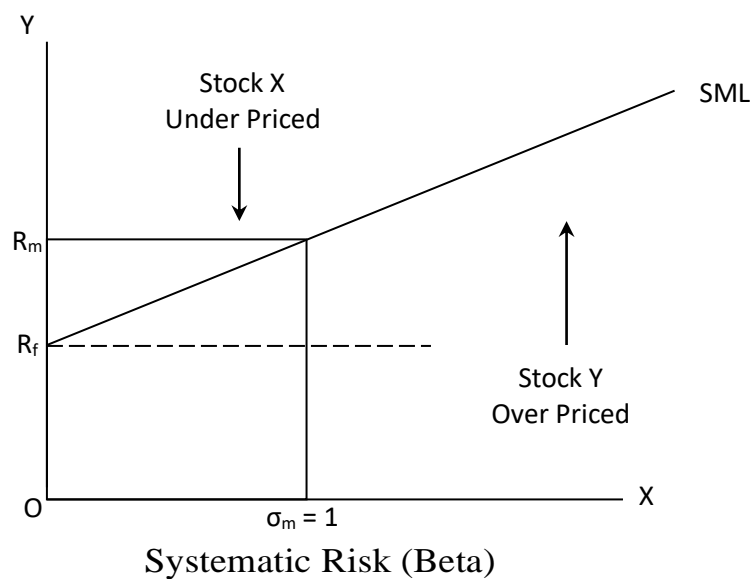 Y
Stock X
Under Priced
SML
Rm
Rf
Stock Y
Over Priced
O
X
σm = 1
Systematic Risk (Beta)